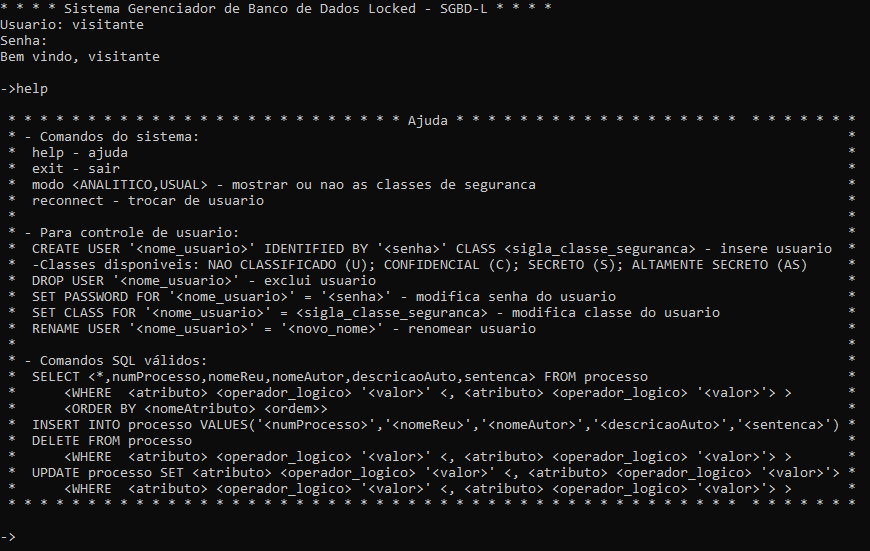 * * * * Sistema Gerenciador de Banco de Dados Locked - SGBD-L * * * *
Usuario: visitante
Senha:
Bem vindo, visitante
->help
* * * * * * * * * * * * * * * * * * * * * * * * * Ajuda * * * * * * * * * * * * * * * * * *  * * * * * * *
* - Comandos do sistema: *
*  help - ajuda *
*  exit - sair *
*  modo <ANALITICO,USUAL> - mostrar ou nao as classes de seguranca *
*  reconnect - trocar de usuario *
* *
* - Para controle de usuario: *
*  CREATE USER '<nome_usuario>' IDENTIFIED BY '<senha>' CLASS <sigla_classe_seguranca> - insere usuario  *
*  -Classes disponiveis: NAO CLASSIFICADO (U); CONFIDENCIAL (C); SECRETO (S); ALTAMENTE SECRETO (AS) *
*  DROP USER '<nome_usuario>' - exclui usuario *
*  SET PASSWORD FOR '<nome_usuario>' = '<senha>' - modifica senha do usuario *
*  SET CLASS FOR '<nome_usuario>' = <sigla_classe_seguranca> - modifica classe do usuario *
*  RENAME USER '<nome_usuario>' = '<novo_nome>' - renomear usuario *
* *
* - Comandos SQL válidos: *
*  SELECT <*,numProcesso,nomeReu,nomeAutor,descricaoAuto,sentenca> FROM processo *
*      <WHERE  <atributo> <operador_logico> '<valor>' <, <atributo> <operador_logico> '<valor>'> > *
*      <ORDER BY <nomeAtributo> <ordem>> *
*  INSERT INTO processo VALUES('<numProcesso>','<nomeReu>','<nomeAutor>','<descricaoAuto>','<sentenca>') *
*  DELETE FROM processo *
*      <WHERE  <atributo> <operador_logico> '<valor>' <, <atributo> <operador_logico> '<valor>'> > *
*  UPDATE processo SET <atributo> <operador_logico> '<valor>' <, <atributo> <operador_logico> '<valor>'> *
*      <WHERE  <atributo> <operador_logico> '<valor>' <, <atributo> <operador_logico> '<valor>'> > *
* * * * * * * * * * * * * * * * * * * * * * * * * * * * * * * * * * * * * * * * * * * * * *  * * * * * * *
->